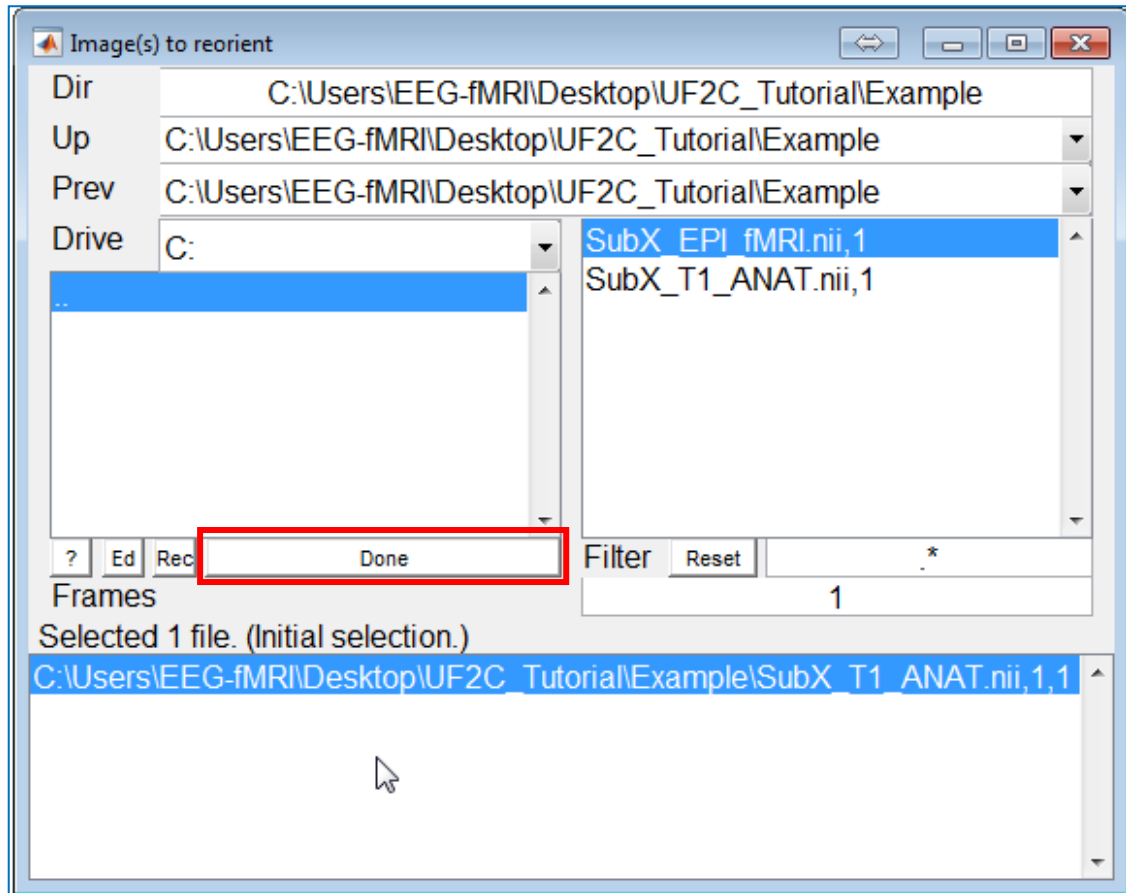 Image(s) to reorient
Dir C:\Users\EEG-fMRI\Desktop\UF2C_Tutorial\Example
Up C:\Users\EEG-fMRI\Desktop\UF2C_Tutorial\Example
Prev C:\Users\EEG-fMRI\Desktop\UF2C_Tutorial\Example
Drive C:
SubX_EPI_fMRI.nii,1
SubX_T1_ANAT.nii,1
..
? Ed Rec Done Filter Reset .*
Frames 1
Selected 1 file. (Initial selection.)
C:\Users\EEG-fMRI\Desktop\UF2C_Tutorial\Example\SubX_T1_ANAT.nii,1,1